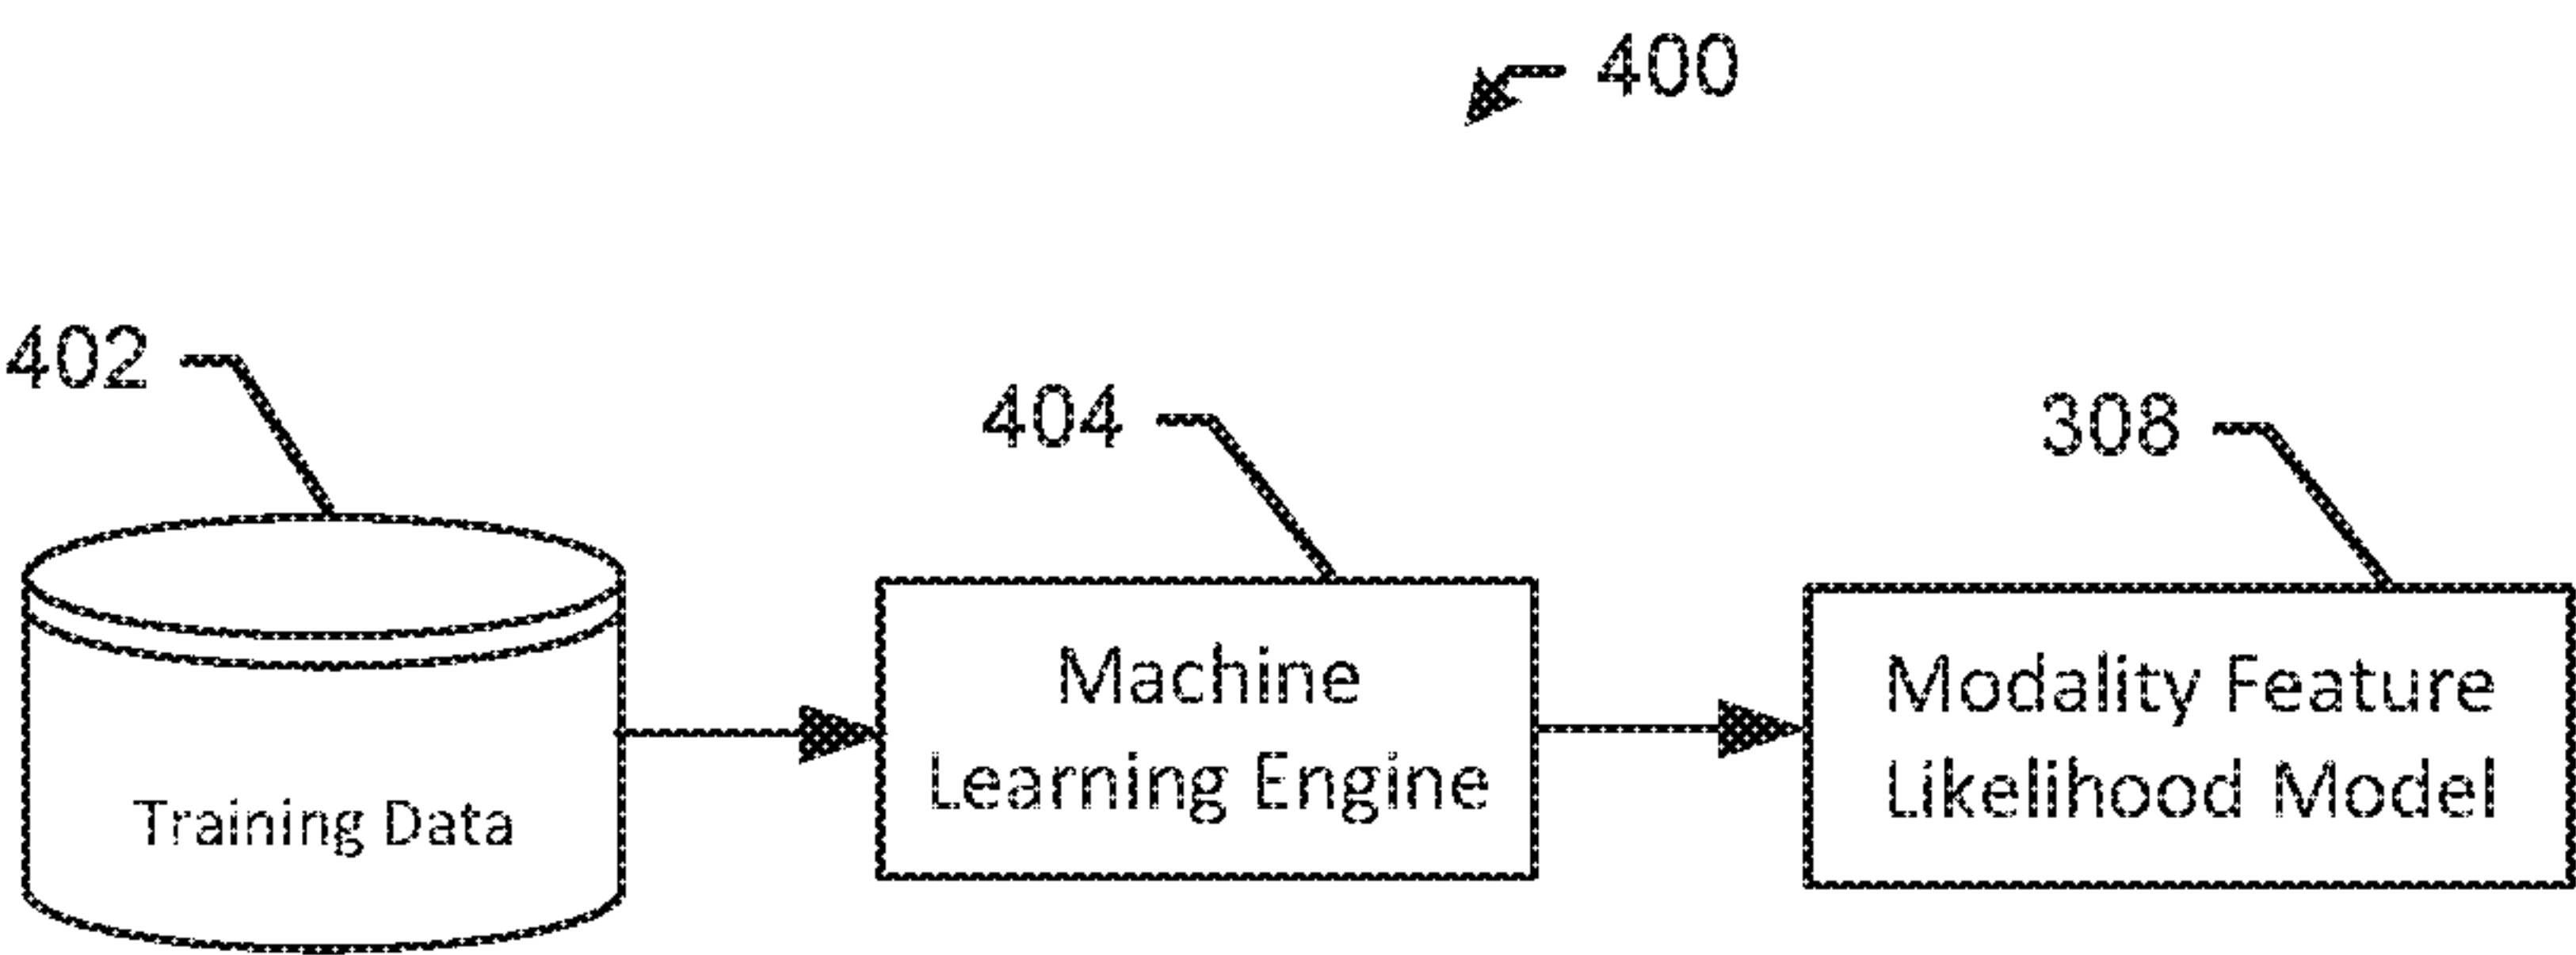 400
402
404
308
Machine
Learning Engine
Modality Feature
Likelihood Model
Training Data